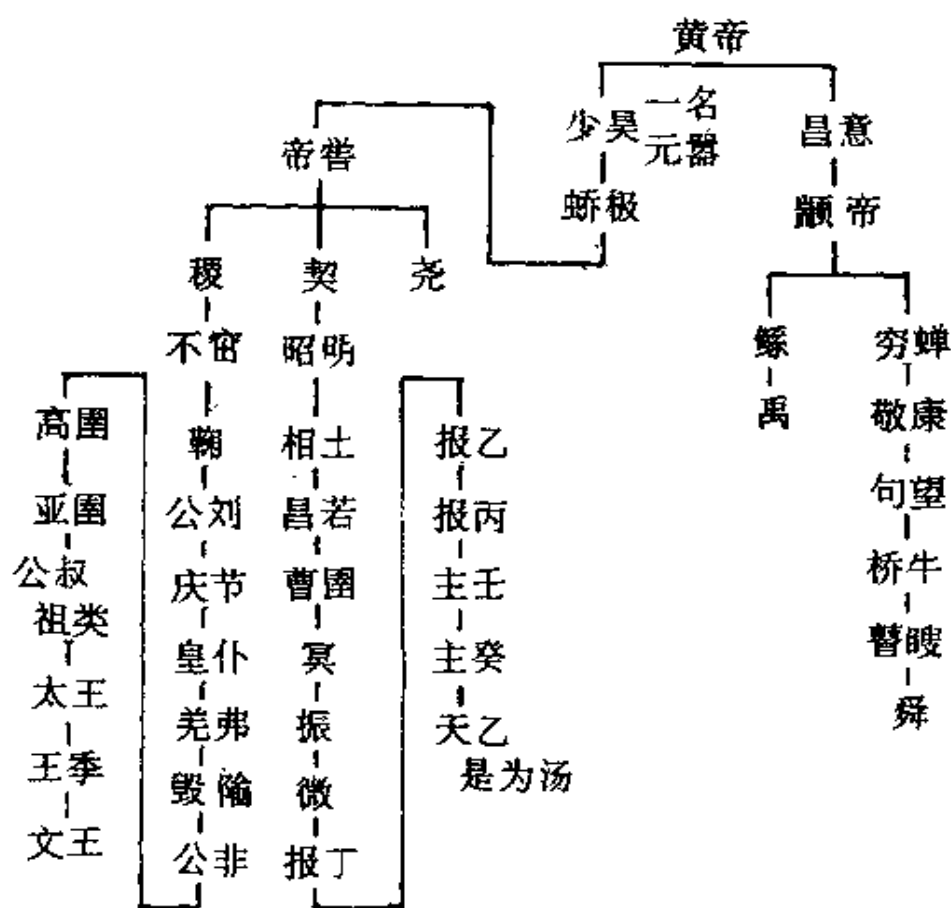 黄帝
少昊
一名
元嚣
昌意
𫊸极
颛帝
帝喾
稷
契
尧
鲧
禹
穷蝉
敬康
句望
桥牛
瞽瞍
舜
不窋
鞠
公刘
庆节
皇仆
羌弗
毁隃
公非
高圉
亚圉
公叔
祖类
太王
王季
文王
昭明
相土
昌若
曹圉
冥
振
微
报丁
报乙
报丙
主壬
主癸
天乙
是为汤